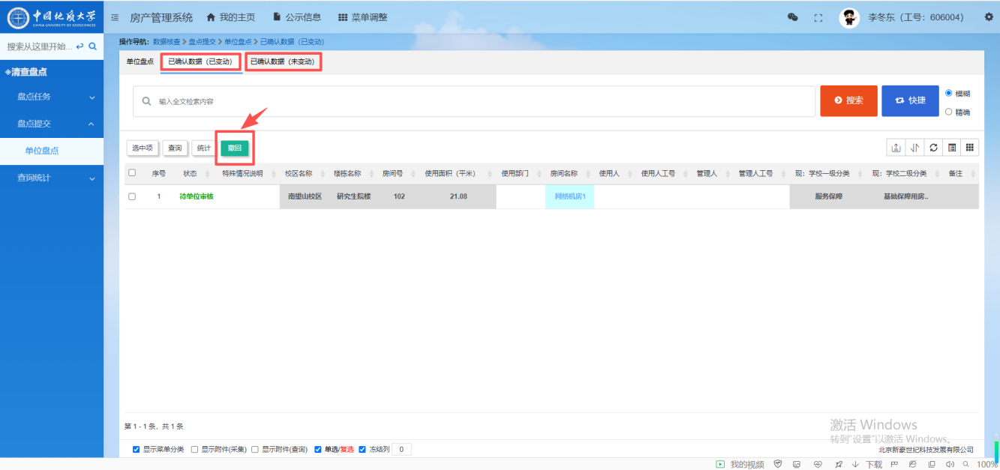 中国地质大学 房产管理系统 我的主页 公示信息 菜单调整 李冬东（工号：606004）
CHINA UNIVERSITY OF GEOSCIENCES
搜索从这里开始... 操作导航: 数据核查 > 盘点提交 > 单位盘点 > 已确认数据（已变动）
单位盘点 已确认数据（已变动） 已确认数据（未变动）
清查盘点
盘点任务
盘点提交
单位盘点
查询统计
输入全文检索内容 搜索 快捷 模糊
精确
选中项 查询 统计 撤回
序号 状态 特殊情况说明 校区名称 楼栋名称 房间号 使用面积（平米） 使用部门 房间名称 使用人 使用人工号 管理人 管理人工号 现：学校一级分类 现：学校二级分类 备注
1 待单位审核 南望山校区 研究生院楼 102 21.08 网络机房1 服务保障 基础保障用房..
第 1 - 1 条, 共 1 条
激活 Windows
转到"设置"以激活 Windows。
显示菜单分类 显示附件(采集) 显示附件(查询) 单选/复选 冻结列 0 北京新豪世纪科技发展有限公司
我的视频 下载 100%